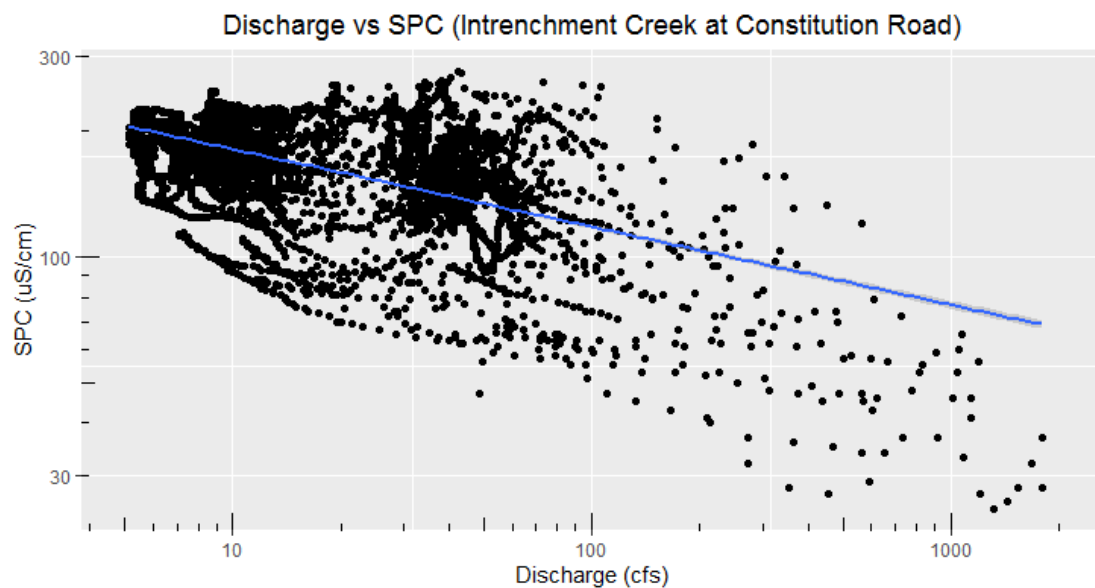 Discharge vs SPC (Intrenchment Creek at Constitution Road)
300
100
30
SPC (uS/cm)
10 100 1000
Discharge (cfs)